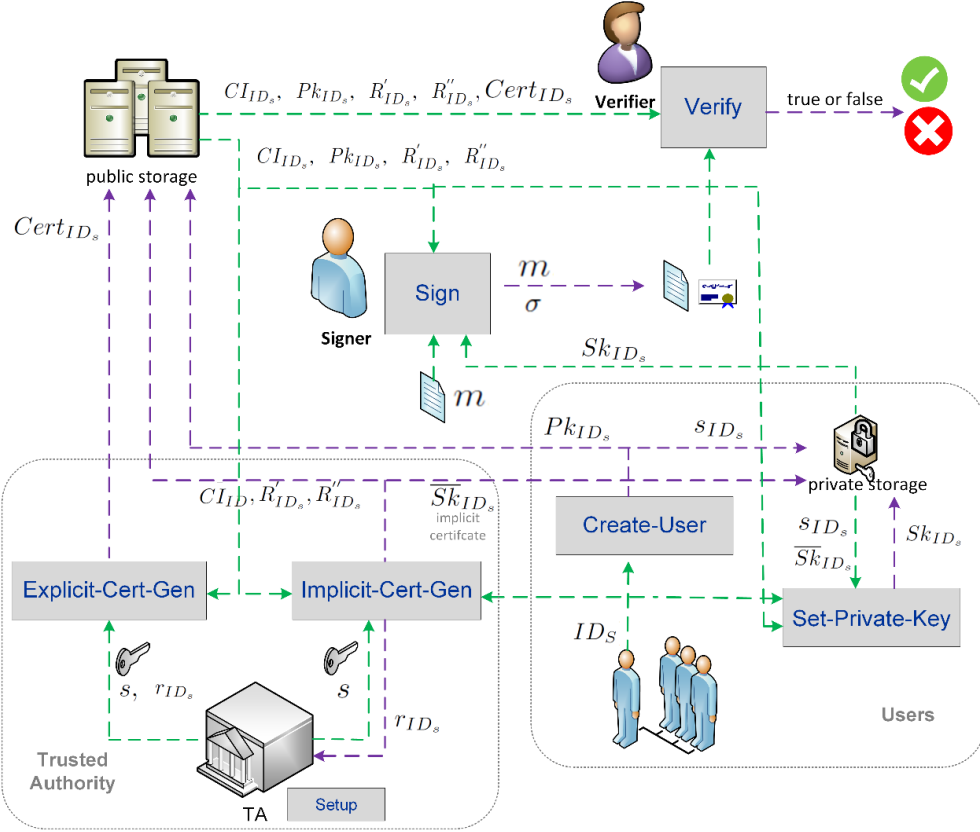 CI_{ID_s}, Pk_{ID_s}, R'_{ID_s}, R''_{ID_s}, Cert_{ID_s}
Verifier
Verify
true or false
public storage
CI_{ID_s}, Pk_{ID_s}, R'_{ID_s}, R''_{ID_s}
Cert_{ID_s}
Signer
Sign
m
σ
Sk_{ID_s}
m
Pk_{ID_s}
s_{ID_s}
private storage
CI_{ID}, R'_{ID_s}, R''_{ID_s}
\overline{Sk}_{ID_s}
implicit
certifcate
Create-User
s_{ID_s}
\overline{Sk}_{ID_s}
Sk_{ID_s}
Explicit-Cert-Gen
Implicit-Cert-Gen
Set-Private-Key
ID_S
s, r_{ID_s}
s
r_{ID_s}
Users
Trusted
Authority
TA
Setup